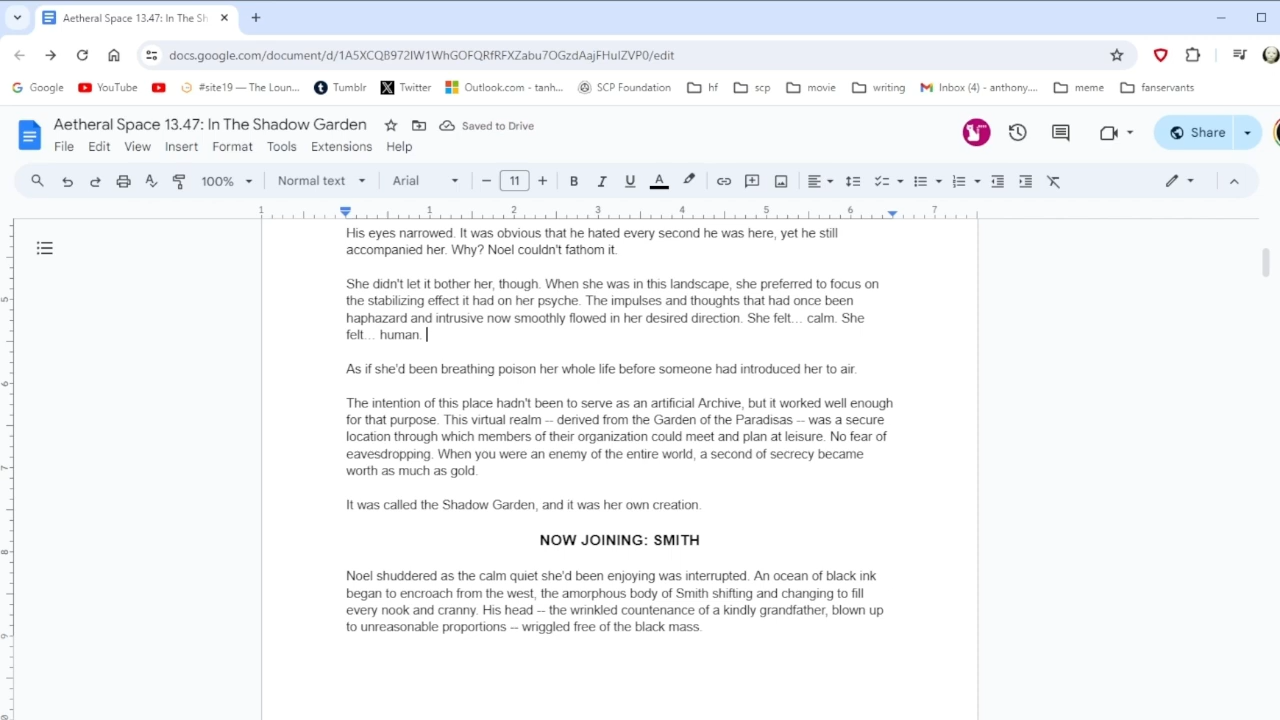 Aetheral Space 13.47: In The Sh
docs.google.com/document/d/1A5XCQB972IW1WhGOFQRfRFXZabu7OGzdAajFHuIZVP0/edit
Google YouTube #site19 — The Loun... Tumblr Twitter Outlook.com - tanh... SCP Foundation hf scp movie writing Inbox (4) - anthony.... meme fanservants
Aetheral Space 13.47: In The Shadow Garden Saved to Drive
File Edit View Insert Format Tools Extensions Help
Share
100% Normal text Arial 11
1 1 2 3 4 5 6 7
His eyes narrowed. It was obvious that he hated every second he was here, yet he still
accompanied her. Why? Noel couldn't fathom it.
She didn't let it bother her, though. When she was in this landscape, she preferred to focus on
the stabilizing effect it had on her psyche. The impulses and thoughts that had once been
haphazard and intrusive now smoothly flowed in her desired direction. She felt... calm. She
felt... human.
As if she'd been breathing poison her whole life before someone had introduced her to air.
The intention of this place hadn't been to serve as an artificial Archive, but it worked well enough
for that purpose. This virtual realm -- derived from the Garden of the Paradisas -- was a secure
location through which members of their organization could meet and plan at leisure. No fear of
eavesdropping. When you were an enemy of the entire world, a second of secrecy became
worth as much as gold.
It was called the Shadow Garden, and it was her own creation.
NOW JOINING: SMITH
Noel shuddered as the calm quiet she'd been enjoying was interrupted. An ocean of black ink
began to encroach from the west, the amorphous body of Smith shifting and changing to fill
every nook and cranny. His head -- the wrinkled countenance of a kindly grandfather, blown up
to unreasonable proportions -- wriggled free of the black mass.
5
6
7
8
9